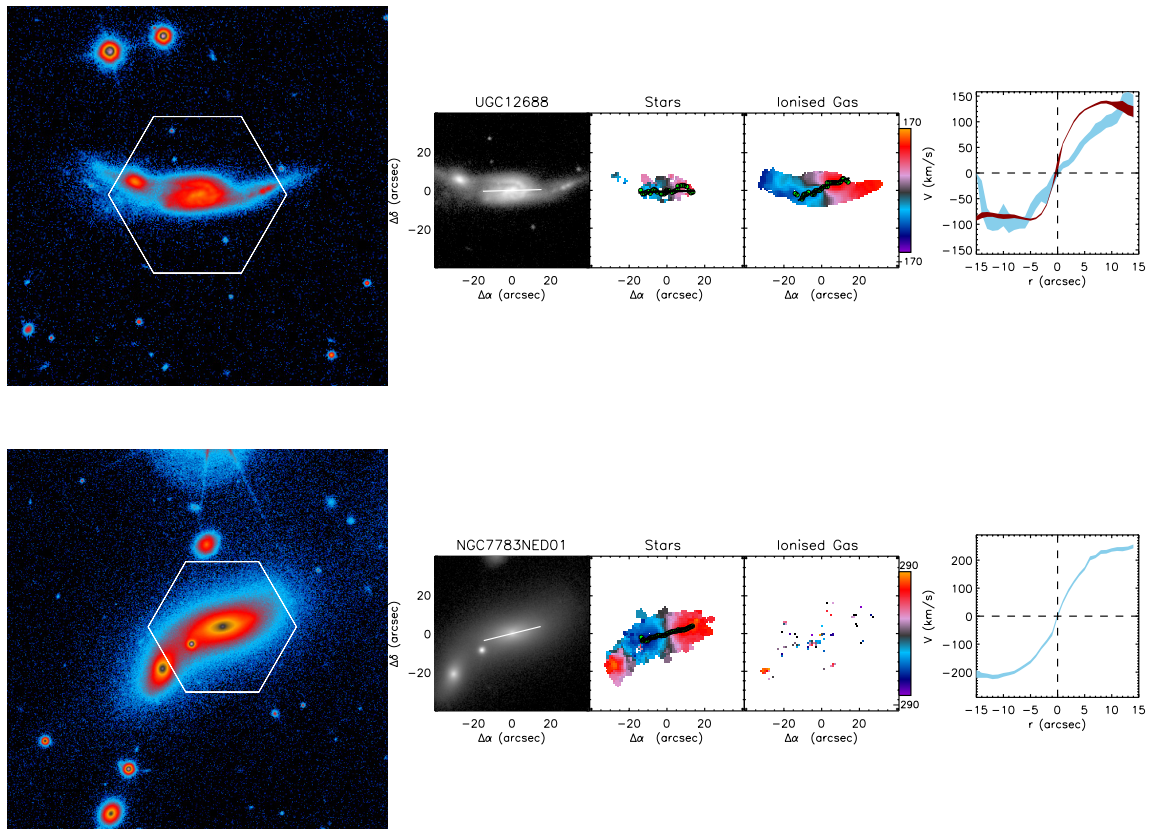 UGC12688 Stars Ionised Gas
Δδ (arcsec)
20
0
−20
−20 0 20
Δα (arcsec)
−20 0 20
Δα (arcsec)
−20 0 20
Δα (arcsec)
170
−170
V (km/s)
150
100
50
0
−50
−100
−150
−15 −10 −5 0 5 10 15
r (arcsec)
NGC7783NED01 Stars Ionised Gas
Δδ (arcsec)
20
0
−20
−20 0 20
Δα (arcsec)
−20 0 20
Δα (arcsec)
−20 0 20
Δα (arcsec)
290
−290
V (km/s)
200
100
0
−100
−200
−15 −10 −5 0 5 10 15
r (arcsec)